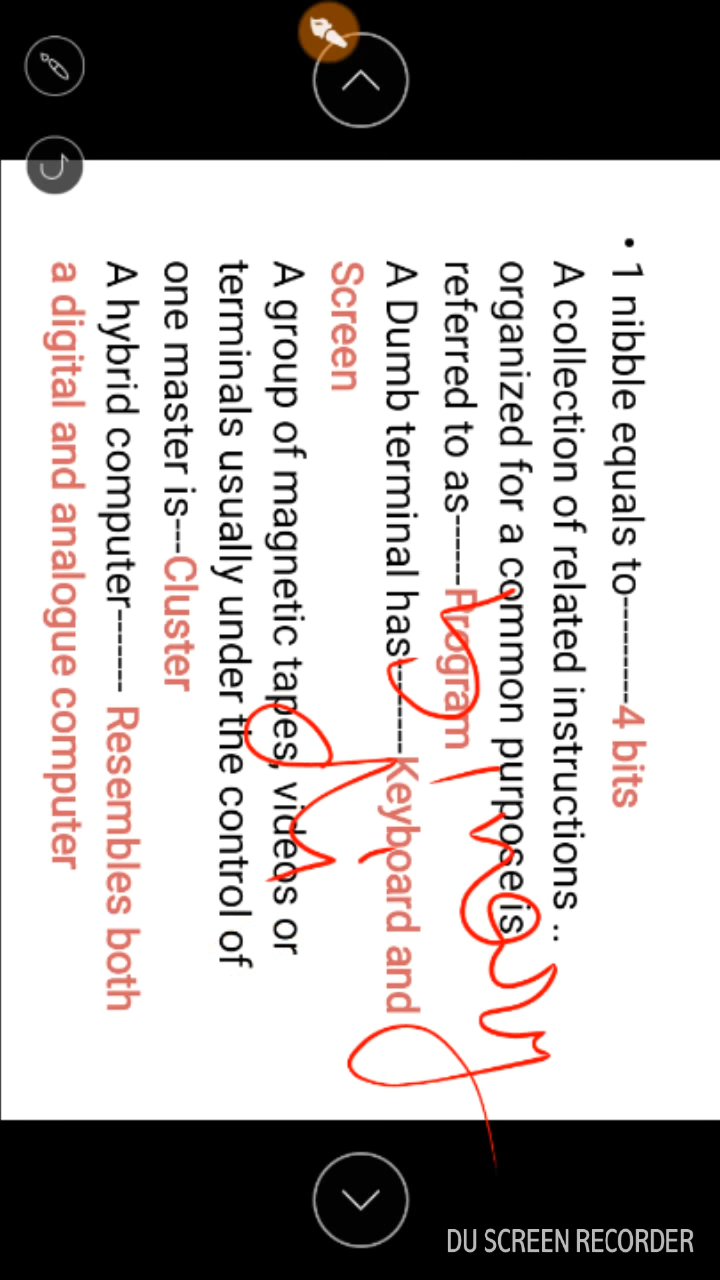 • 1 nibble equals to---------4 bits
A collection of related instructions ..
organized for a common purpose is
referred to as------Program
A Dumb terminal has---------Keyboard and
Screen
A group of magnetic tapes, videos or
terminals usually under the control of
one master is---Cluster
A hybrid computer------- Resembles both
a digital and analogue computer
DU SCREEN RECORDER